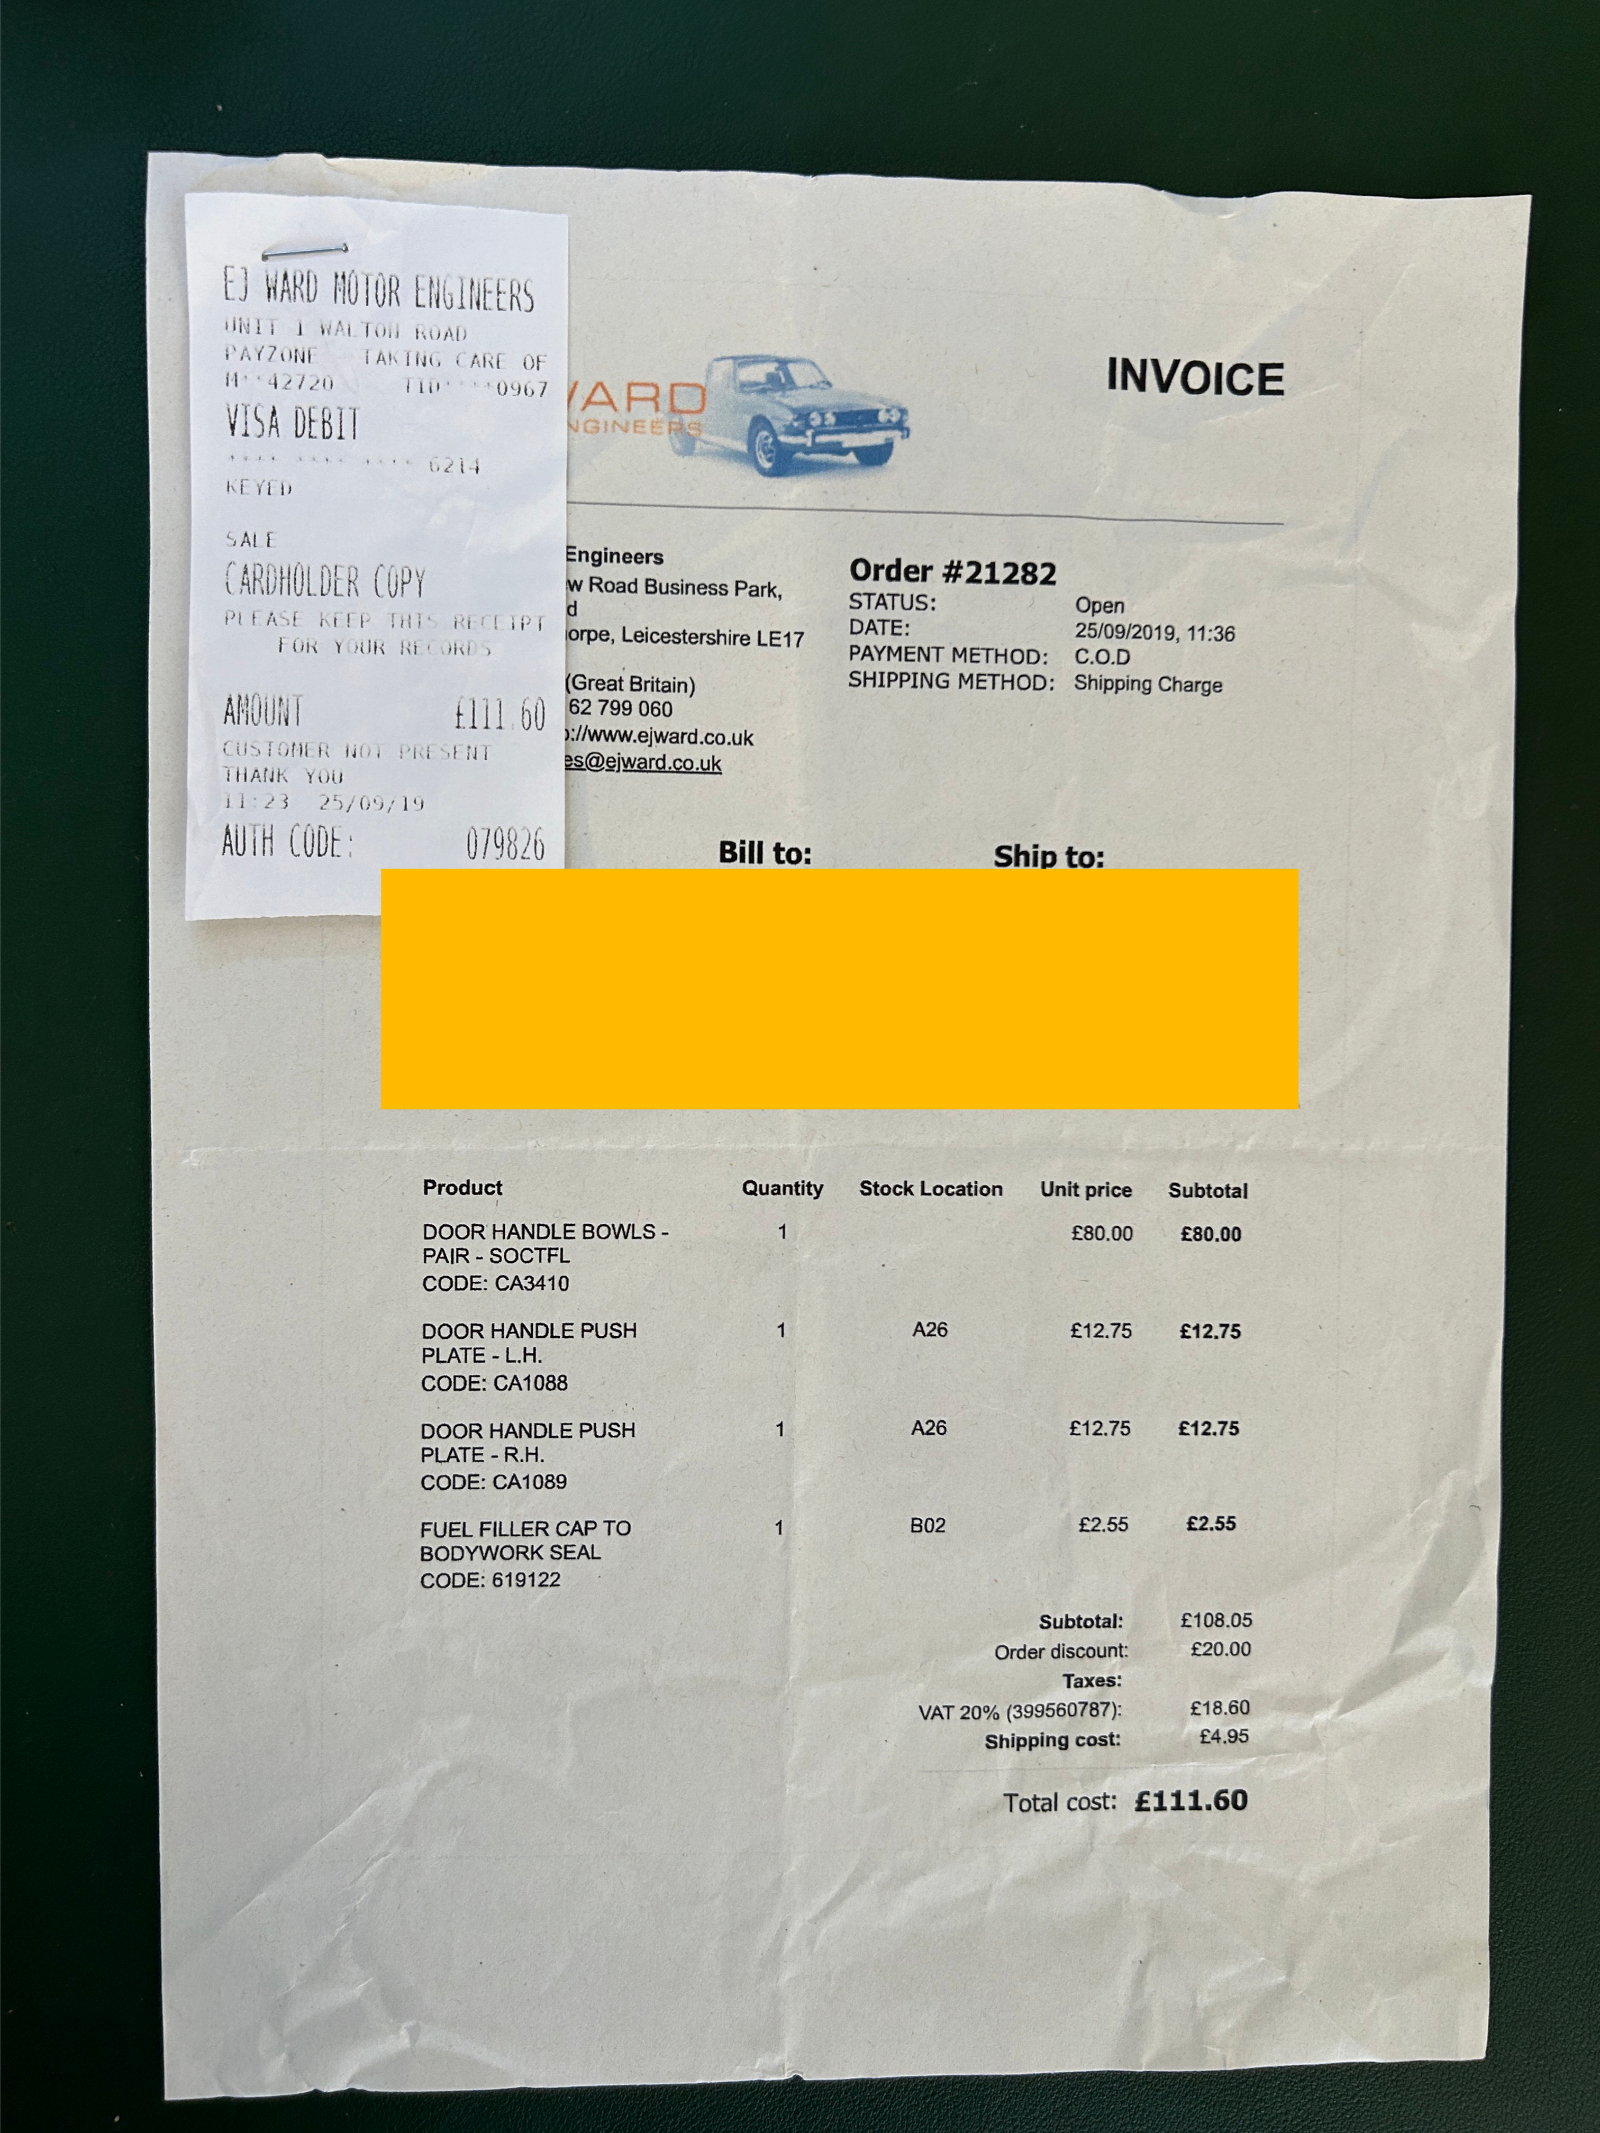 EJ WARD MOTOR ENGINEERS
UNIT 1 WALTON ROAD
PAYZONE TAKING CARE OF
M**42720 TID****0967
VISA DEBIT
**** **** **** 6214
KEYED
SALE
CARDHOLDER COPY
PLEASE KEEP THIS RECEIPT
FOR YOUR RECORDS
AMOUNT £111.60
CUSTOMER NOT PRESENT
THANK YOU
11:23 25/09/19
AUTH CODE: 079826
WARD
NGINEERS
INVOICE
Engineers
w Road Business Park,
d
orpe, Leicestershire LE17
(Great Britain)
62 799 060
://www.ejward.co.uk
es@ejward.co.uk
Order #21282
STATUS: Open
DATE: 25/09/2019, 11:36
PAYMENT METHOD: C.O.D
SHIPPING METHOD: Shipping Charge
Bill to: Ship to:
Product Quantity Stock Location Unit price Subtotal
DOOR HANDLE BOWLS - 1 £80.00 £80.00
PAIR - SOCTFL
CODE: CA3410
DOOR HANDLE PUSH 1 A26 £12.75 £12.75
PLATE - L.H.
CODE: CA1088
DOOR HANDLE PUSH 1 A26 £12.75 £12.75
PLATE - R.H.
CODE: CA1089
FUEL FILLER CAP TO 1 B02 £2.55 £2.55
BODYWORK SEAL
CODE: 619122
Subtotal: £108.05
Order discount: £20.00
Taxes:
VAT 20% (399560787): £18.60
Shipping cost: £4.95
Total cost: £111.60